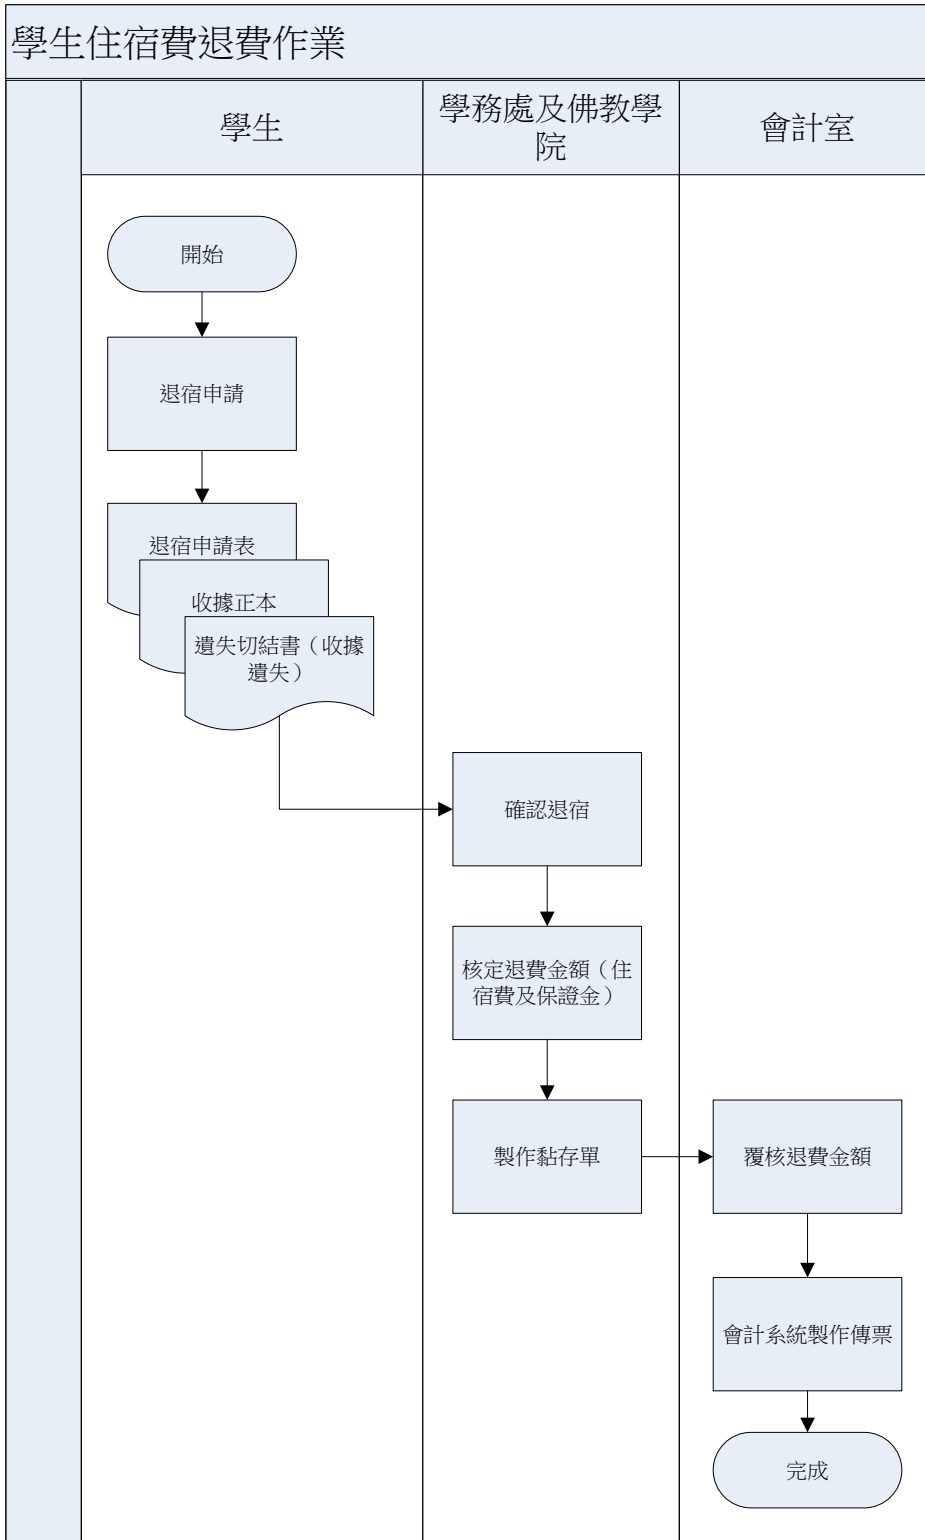 學生住宿費退費作業
學生
學務處及佛教學
院
會計室
開始
退宿申請
退宿申請表
收據正本
遺失切結書（收據
遺失）
確認退宿
核定退費金額（住
宿費及保證金）
製作黏存單
覆核退費金額
會計系統製作傳票
完成